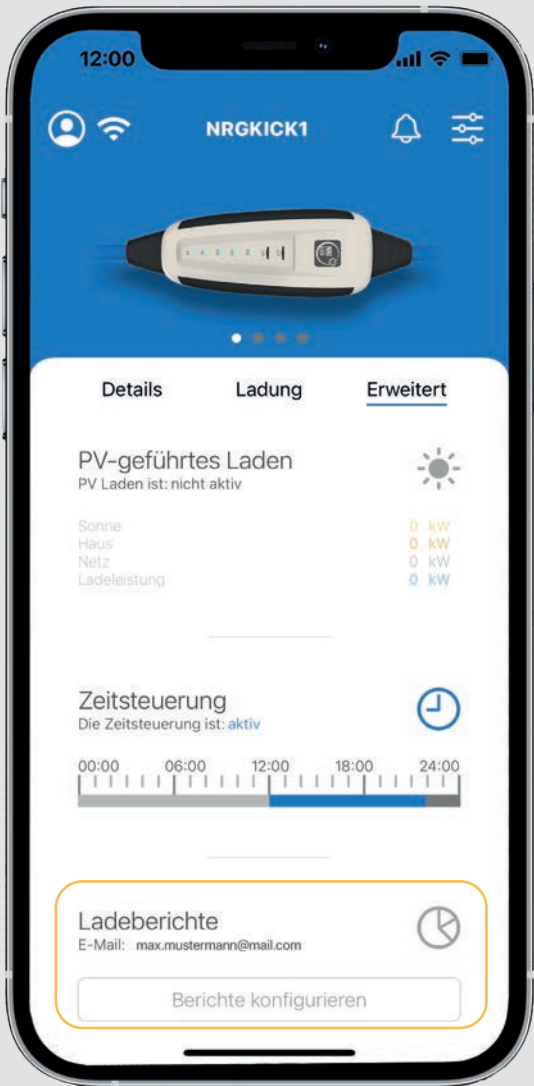 12:00
NRGKICK1
Details Ladung Erweitert
PV-geführtes Laden
PV Laden ist: nicht aktiv
Sonne 0 kW
Haus 0 kW
Netz 0 kW
Ladeleistung 0 kW
Zeitsteuerung
Die Zeitsteuerung ist: aktiv
00:00 06:00 12:00 18:00 24:00
Ladeberichte
E-Mail: max.mustermann@mail.com
Berichte konfigurieren